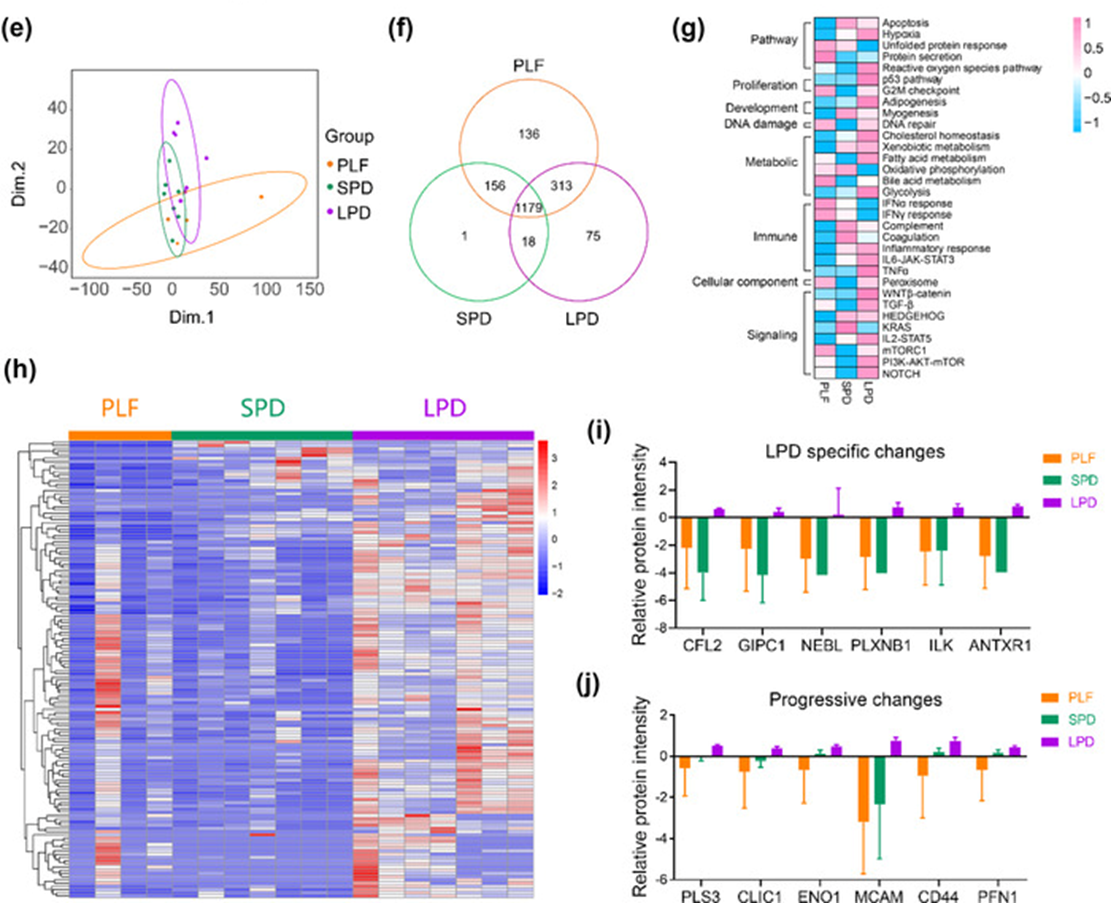 (e)
40
20
0
−20
−40
Dim.2
−100 −50 0 50 100 150
Dim.1
Group
PLF
SPD
LPD
(f)
PLF
136
156
313
1179
1
18
75
SPD
LPD
(g)
Pathway
Proliferation
Development
DNA damage
Metabolic
Immune
Cellular component
Signaling
Apoptosis
Hypoxia
Unfolded protein response
Protein secretion
Reactive oxygen species pathway
p53 pathway
G2M checkpoint
Adipogenesis
Myogenesis
DNA repair
Cholesterol homeostasis
Xenobiotic metabolism
Fatty acid metabolism
Oxidative phosphorylation
Bile acid metabolism
Glycolysis
IFNα response
IFNγ response
Complement
Coagulation
Inflammatory response
IL6-JAK-STAT3
TNFα
Peroxisome
WNTβ-catenin
TGF-β
HEDGEHOG
KRAS
IL2-STAT5
mTORC1
PI3K-AKT-mTOR
NOTCH
PLF SPD LPD
1
0.5
0
−0.5
−1
(h)
PLF SPD LPD
3
2
1
0
−1
−2
(i)
LPD specific changes
Relative protein intensity
4
2
0
-2
-4
-6
-8
CFL2 GIPC1 NEBL PLXNB1 ILK ANTXR1
PLF
SPD
LPD
(j)
Progressive changes
Relative protein intensity
2
0
-2
-4
-6
PLS3 CLIC1 ENO1 MCAM CD44 PFN1
PLF
SPD
LPD